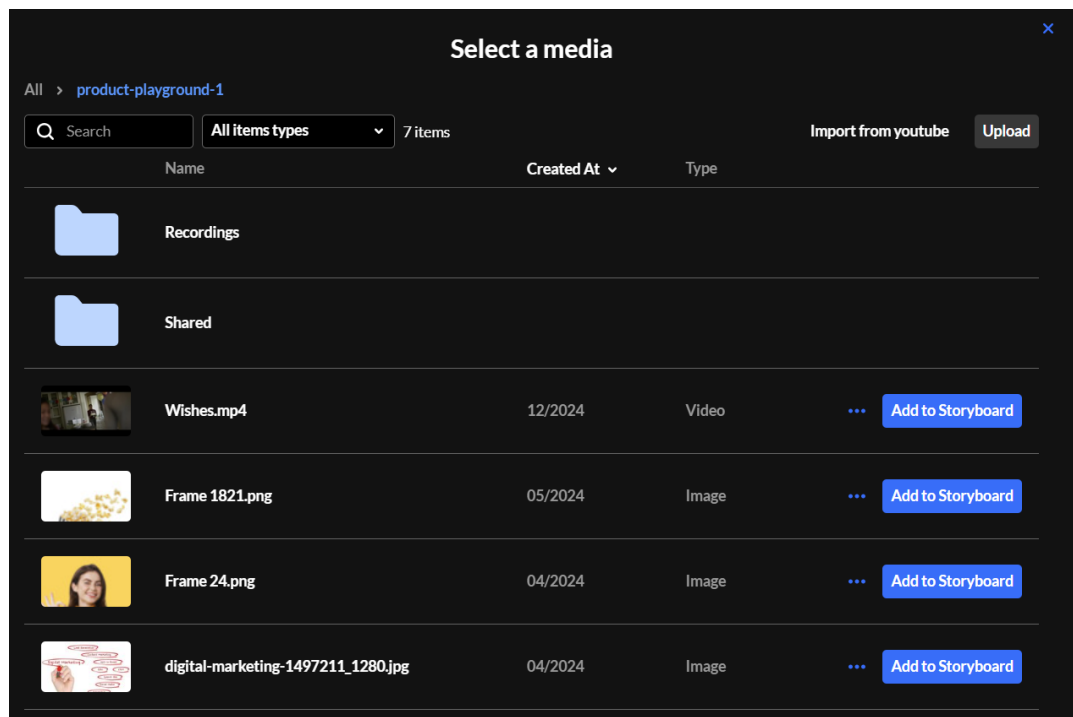 Select a media
All > product-playground-1
Search All items types 7 items Import from youtube Upload
Name Created At Type
Recordings
Shared
Wishes.mp4 12/2024 Video ... Add to Storyboard
Frame 1821.png 05/2024 Image ... Add to Storyboard
Frame 24.png 04/2024 Image ... Add to Storyboard
digital-marketing-1497211_1280.jpg 04/2024 Image ... Add to Storyboard